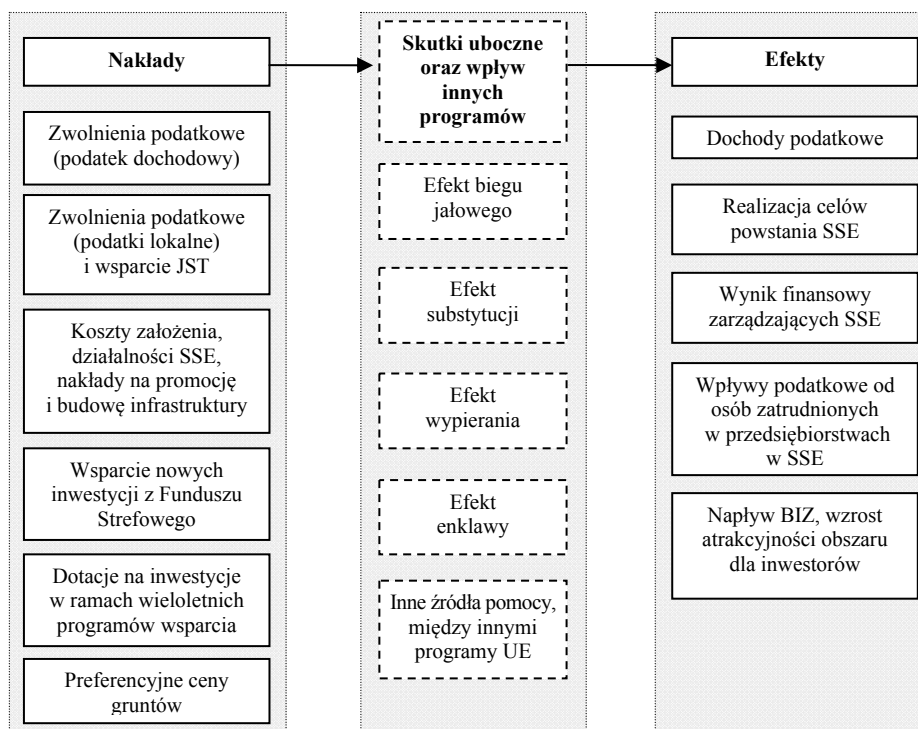 Nakłady
Zwolnienia podatkowe
(podatek dochodowy)
Zwolnienia podatkowe
(podatki lokalne)
i wsparcie JST
Koszty założenia,
działalności SSE,
nakłady na promocję
i budowę infrastruktury
Wsparcie nowych
inwestycji z Funduszu
Strefowego
Dotacje na inwestycje
w ramach wieloletnich
programów wsparcia
Preferencyjne ceny
gruntów
Skutki uboczne
oraz wpływ
innych
programów
Efekt biegu
jałowego
Efekt
substytucji
Efekt
wypierania
Efekt
enklawy
Inne źródła pomocy,
między innymi
programy UE
Efekty
Dochody podatkowe
Realizacja celów
powstania SSE
Wynik finansowy
zarządzających SSE
Wpływy podatkowe od
osób zatrudnionych
w przedsiębiorstwach
w SSE
Napływ BIZ, wzrost
atrakcyjności obszaru
dla inwestorów